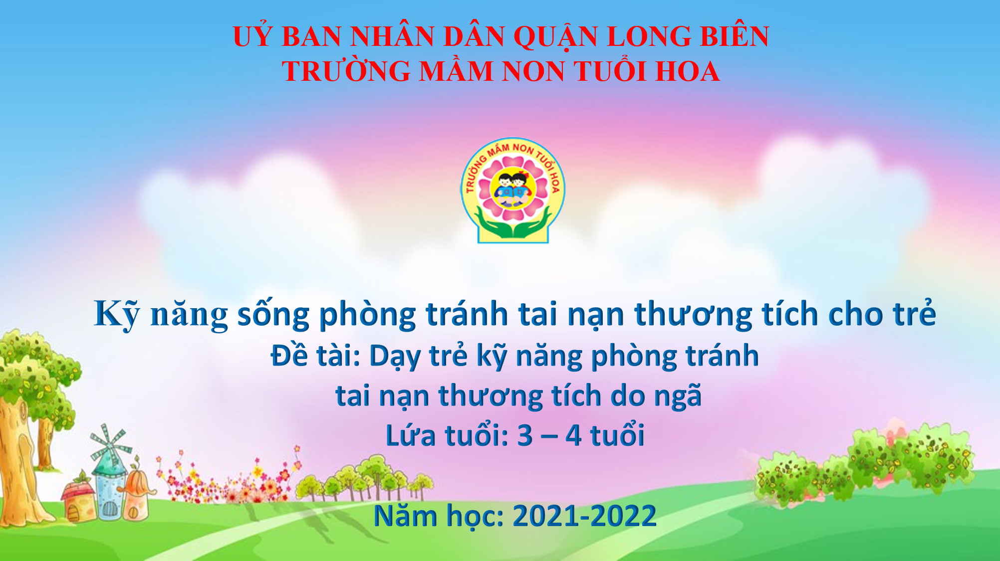 UỶ BAN NHÂN DÂN QUẬN LONG BIÊN
TRƯỜNG MẦM NON TUỔI HOA
TRƯỜNG MẦM NON TUỔI HOA
a b
Kỹ năng sống phòng tránh tai nạn thương tích cho trẻ
Đề tài: Dạy trẻ kỹ năng phòng tránh
tai nạn thương tích do ngã
Lứa tuổi: 3 – 4 tuổi
Năm học: 2021-2022